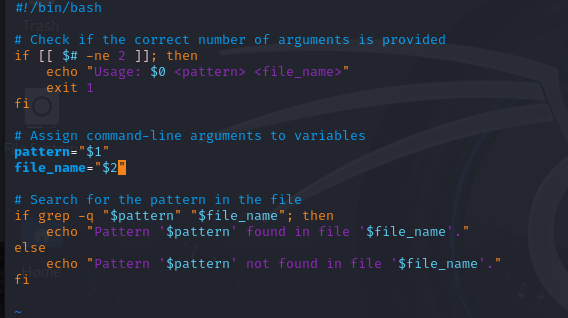 #!/bin/bash
# Check if the correct number of arguments is provided
if [[ $# -ne 2 ]]; then
    echo "Usage: $0 <pattern> <file_name>"
    exit 1
fi
# Assign command-line arguments to variables
pattern="$1"
file_name="$2"
# Search for the pattern in the file
if grep -q "$pattern" "$file_name"; then
    echo "Pattern '$pattern' found in file '$file_name'."
else
    echo "Pattern '$pattern' not found in file '$file_name'."
fi
~
Trash
Home